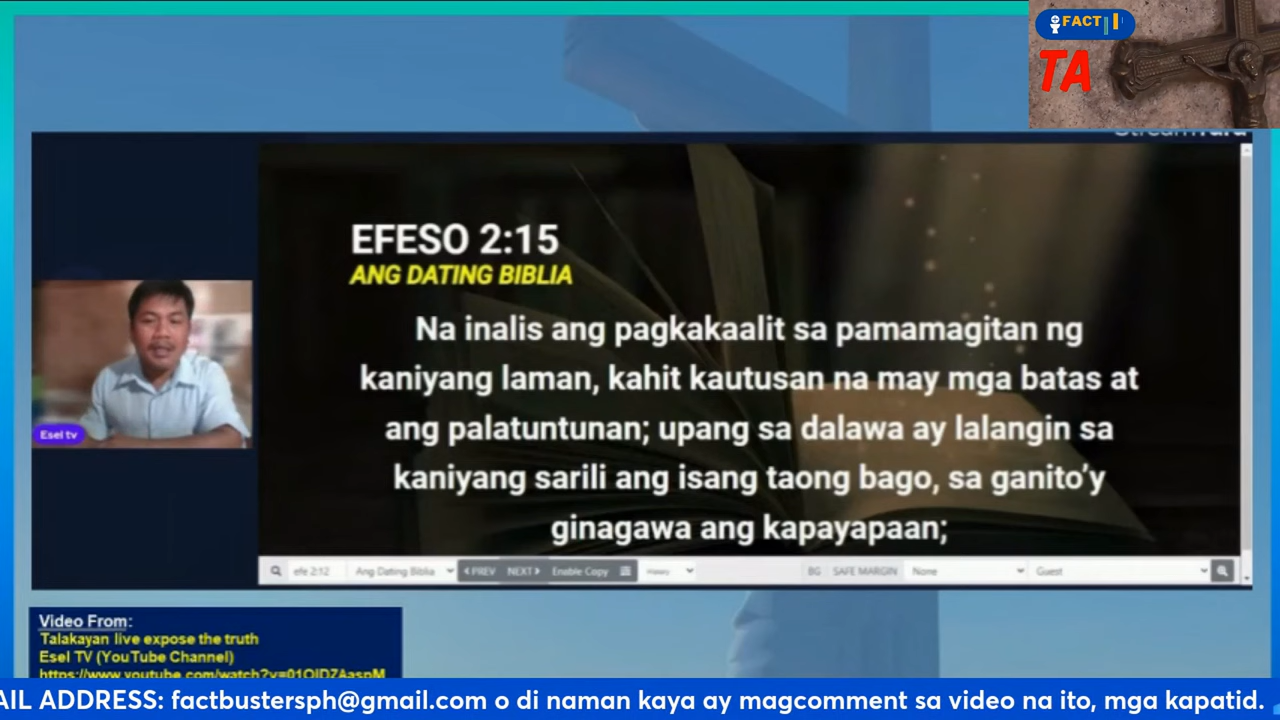 FACT
TA
EFESO 2:15
ANG DATING BIBLIA
Na inalis ang pagkakaalit sa pamamagitan ng
kaniyang laman, kahit kautusan na may mga batas at
ang palatuntunan; upang sa dalawa ay lalangin sa
kaniyang sarili ang isang taong bago, sa ganito'y
ginagawa ang kapayapaan;
Esel tv
efe 2:12 Ang Dating Biblia PREV NEXT Enable Copy BG SAFE MARGIN None Guest
Video From:
Talakayan live expose the truth
Esel TV (YouTube Channel)
AIL ADDRESS: factbustersph@gmail.com o di naman kaya ay magcomment sa video na ito, mga kapatid.